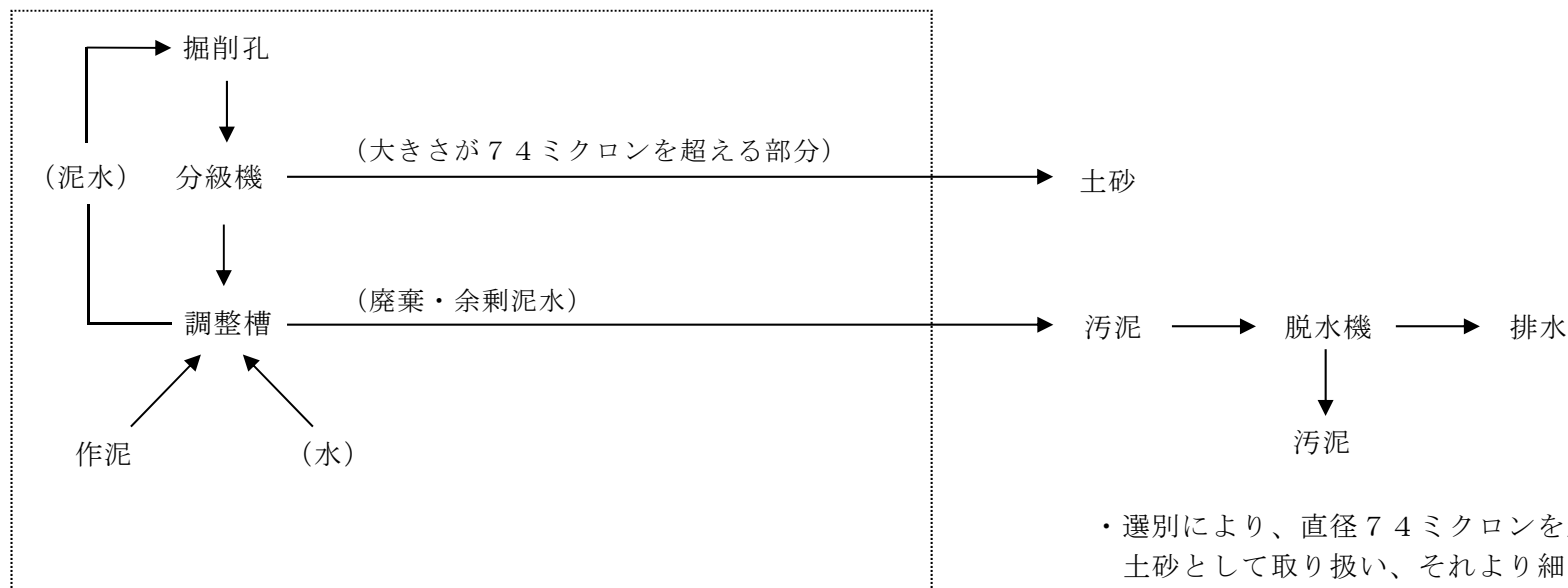 掘削孔
（大きさが７４ミクロンを超える部分）
（泥水）
分級機
土砂
（廃棄・余剰泥水）
調整槽
汚泥
脱水機
排水
作泥
（水）
汚泥
・選別により、直径７４ミクロンを
土砂として取り扱い、それより細